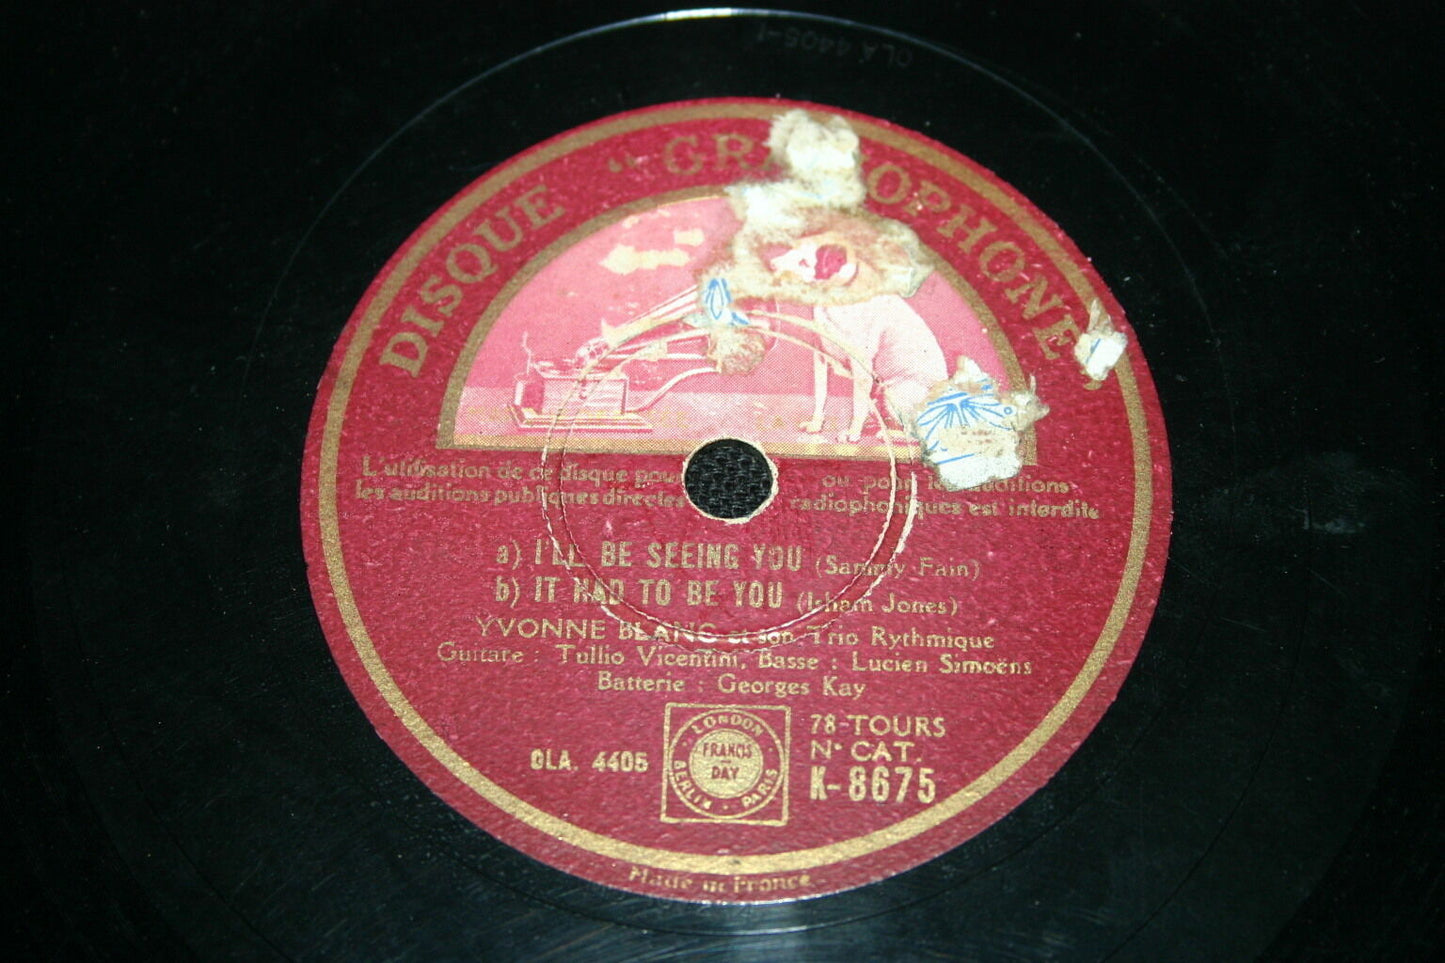 DISQUE "GRAMOPHONE"
L'utilisation de ce disque pour ou pour les auditions
les auditions publiques directes radiophoniques est interdite
a) I'LL BE SEEING YOU (Sammy Fain)
b) IT HAD TO BE YOU (Isham Jones)
YVONNE BLANC et son Trio Rythmique
Guitare : Tullio Vicentini, Basse : Lucien Simoëns
Batterie : Georges Kay
OLA. 4405
LONDON
FRANCIS
AND
DAY
BERLIN · PARIS
78-TOURS
N° CAT.
K-8675
Made in France
OLA 4405-1